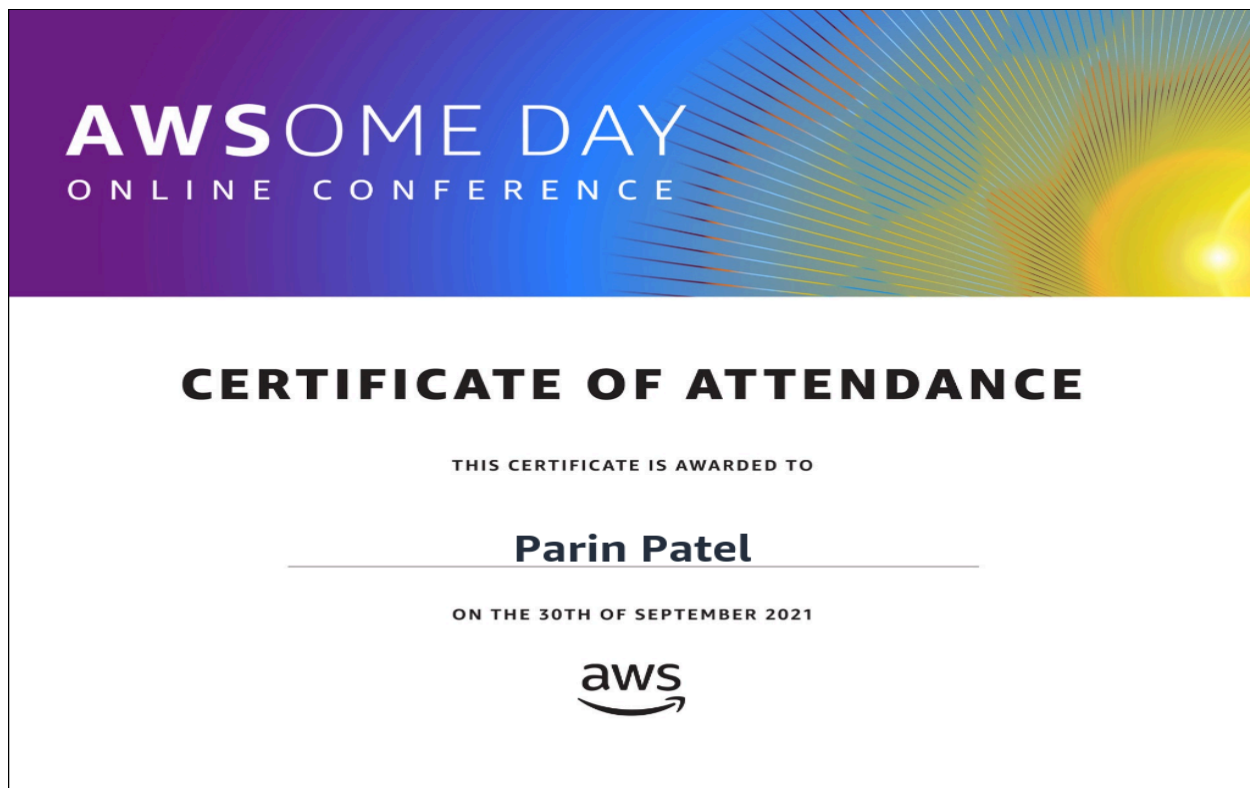 AWSOME DAY
ONLINE CONFERENCE
CERTIFICATE OF ATTENDANCE
THIS CERTIFICATE IS AWARDED TO
Parin Patel
ON THE 30TH OF SEPTEMBER 2021
aws